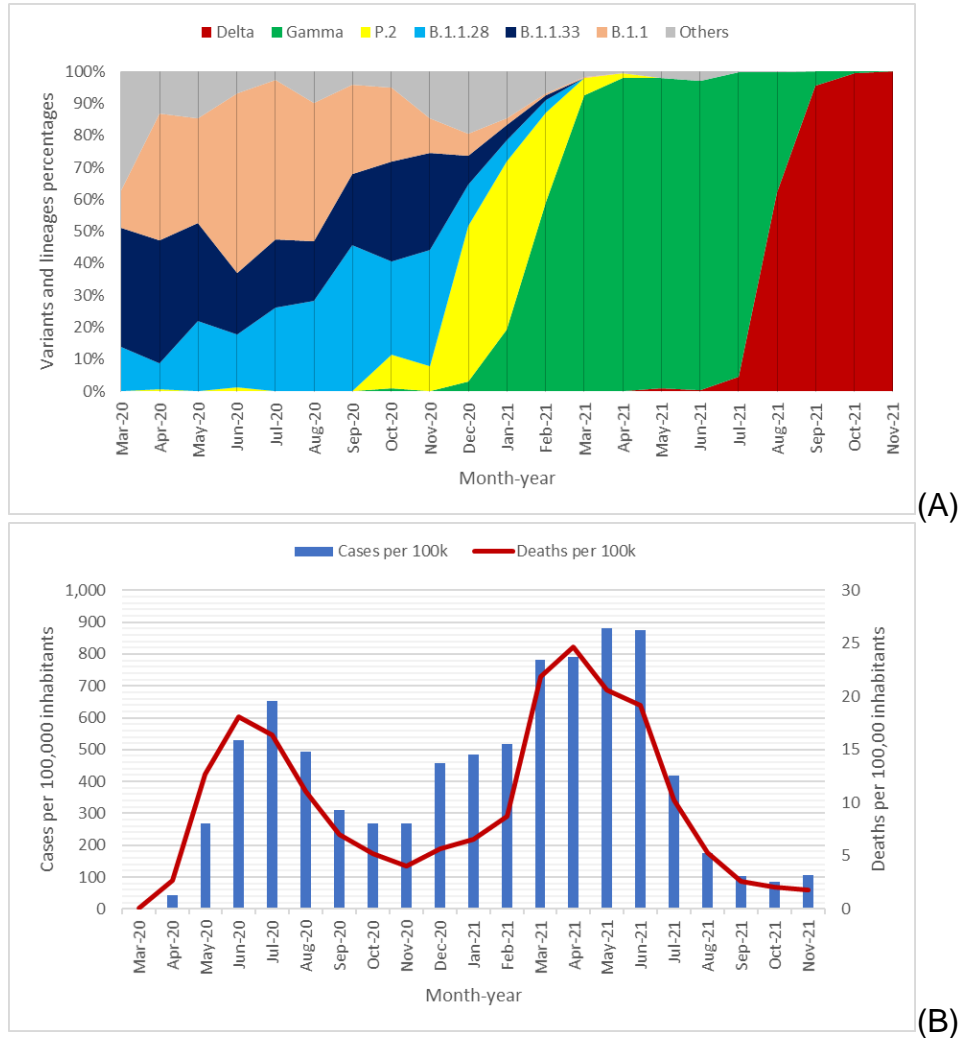 Delta Gamma P.2 B.1.1.28 B.1.1.33 B.1.1 Others
Variants and lineages percentages
100%
90%
80%
70%
60%
50%
40%
30%
20%
10%
0%
Mar-20 Apr-20 May-20 Jun-20 Jul-20 Aug-20 Sep-20 Oct-20 Nov-20 Dec-20 Jan-21 Feb-21 Mar-21 Apr-21 May-21 Jun-21 Jul-21 Aug-21 Sep-21 Oct-21 Nov-21
Month-year
(A)
Cases per 100k Deaths per 100k
Cases per 100,000 inhabitants
1,000
900
800
700
600
500
400
300
200
100
0
30
25
20
15
10
5
0
Deaths per 100,00 inhabitants
Mar-20 Apr-20 May-20 Jun-20 Jul-20 Aug-20 Sep-20 Oct-20 Nov-20 Dec-20 Jan-21 Feb-21 Mar-21 Apr-21 May-21 Jun-21 Jul-21 Aug-21 Sep-21 Oct-21 Nov-21
Month-year
(B)